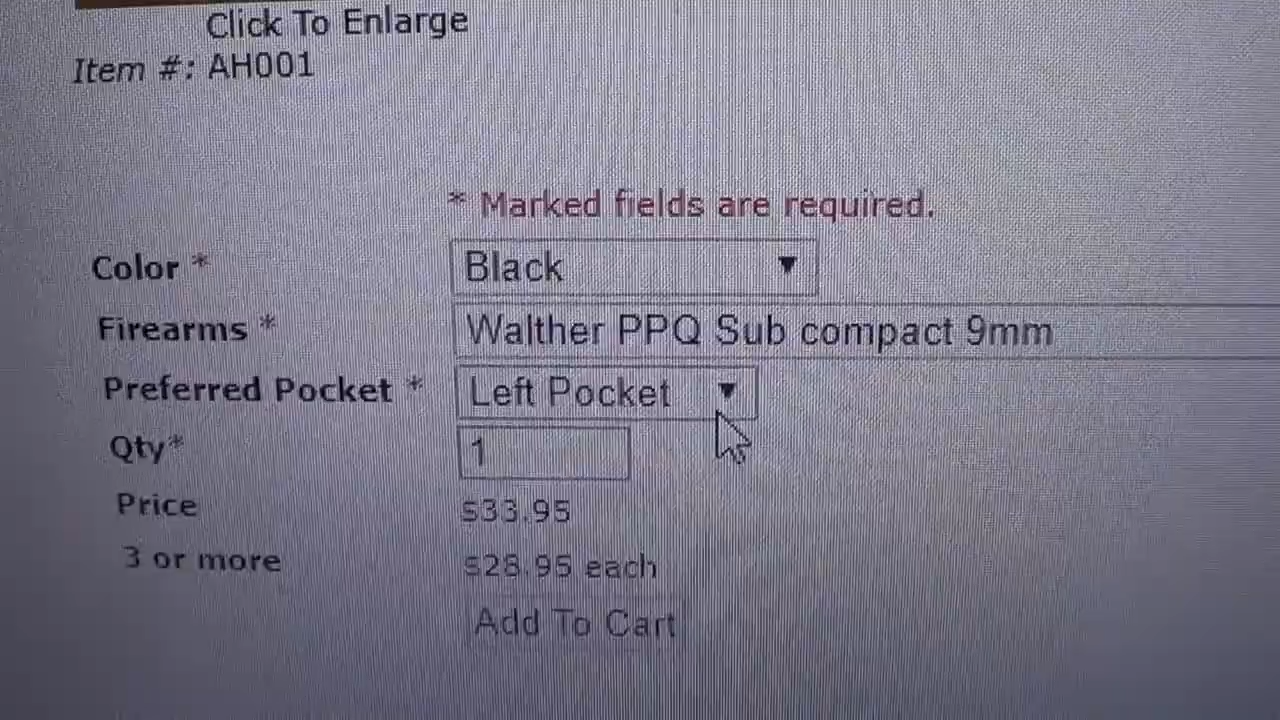 Click To Enlarge
Item #: AH001
* Marked fields are required.
Color * Black
Firearms * Walther PPQ Sub compact 9mm
Preferred Pocket * Left Pocket
Qty* 1
Price $33.95
3 or more $28.95 each
Add To Cart